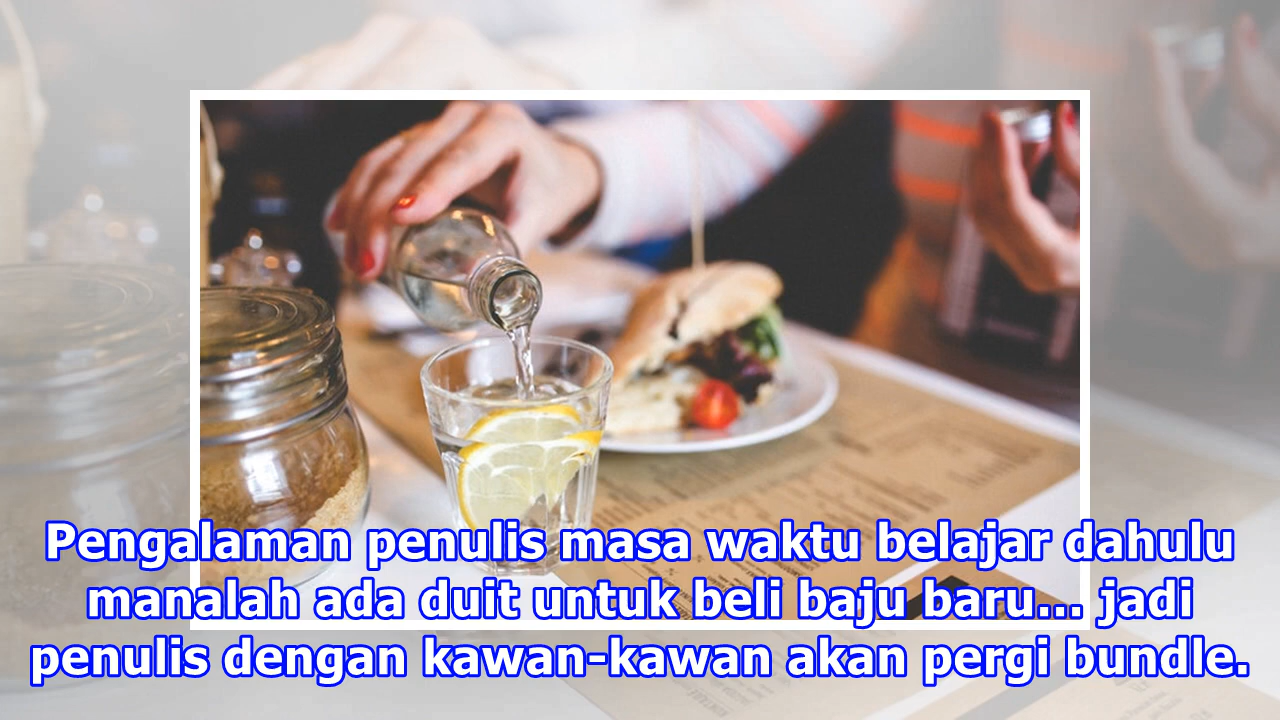 Pengalaman penulis masa waktu belajar dahulu
manalah ada duit untuk beli baju baru... jadi
penulis dengan kawan-kawan akan pergi bundle.